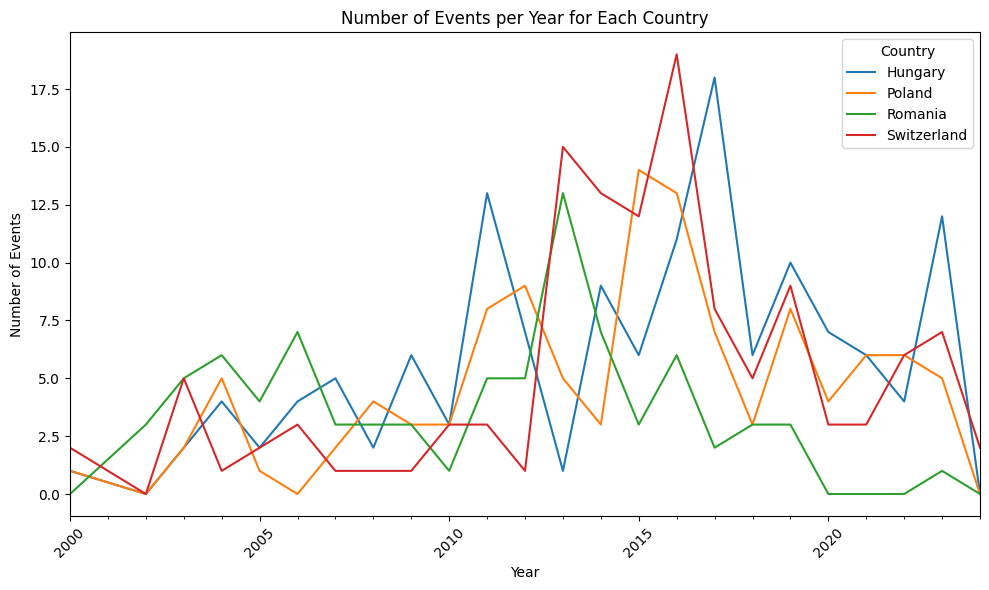 Number of Events per Year for Each Country
Number of Events
17.5
15.0
12.5
10.0
7.5
5.0
2.5
0.0
Country
Hungary
Poland
Romania
Switzerland
2000
2005
2010
2015
2020
Year